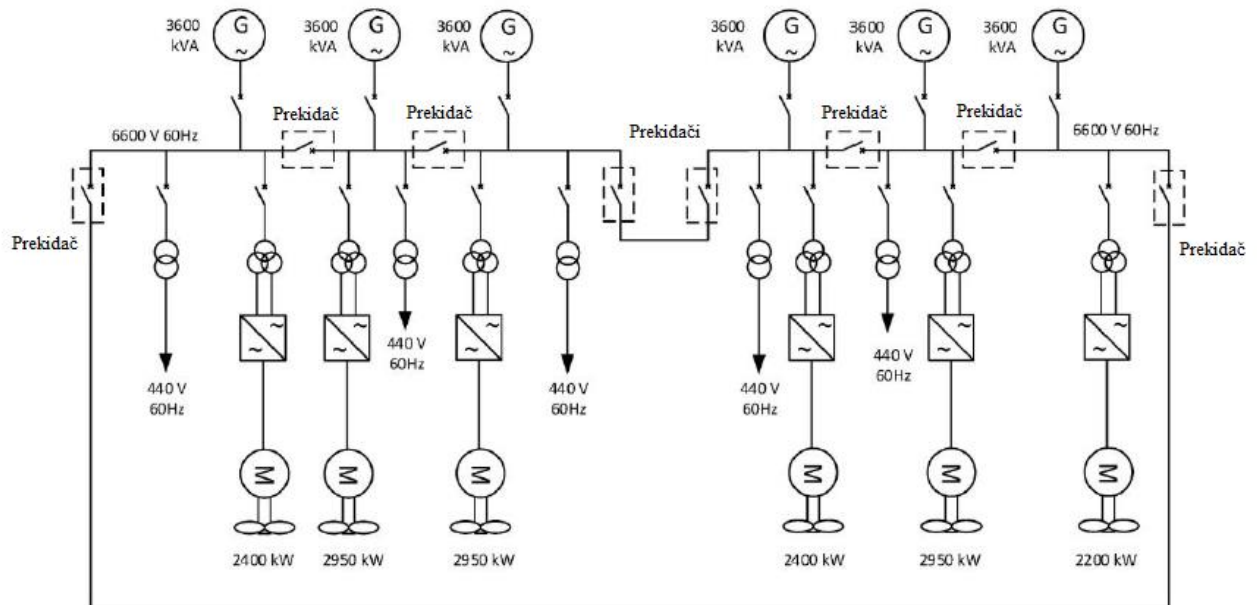 3600
kVA
G
~
3600
kVA
G
~
3600
kVA
G
~
3600
kVA
G
~
3600
kVA
G
~
3600
kVA
G
~
Prekidač
Prekidač
Prekidači
Prekidač
Prekidač
6600 V 60Hz
6600 V 60Hz
Prekidač
Prekidač
~
~
~
~
~
~
~
~
~
~
~
~
440 V
60Hz
440 V
60Hz
440 V
60Hz
440 V
60Hz
440 V
60Hz
M
M
M
M
M
M
2400 kW
2950 kW
2950 kW
2400 kW
2950 kW
2200 kW